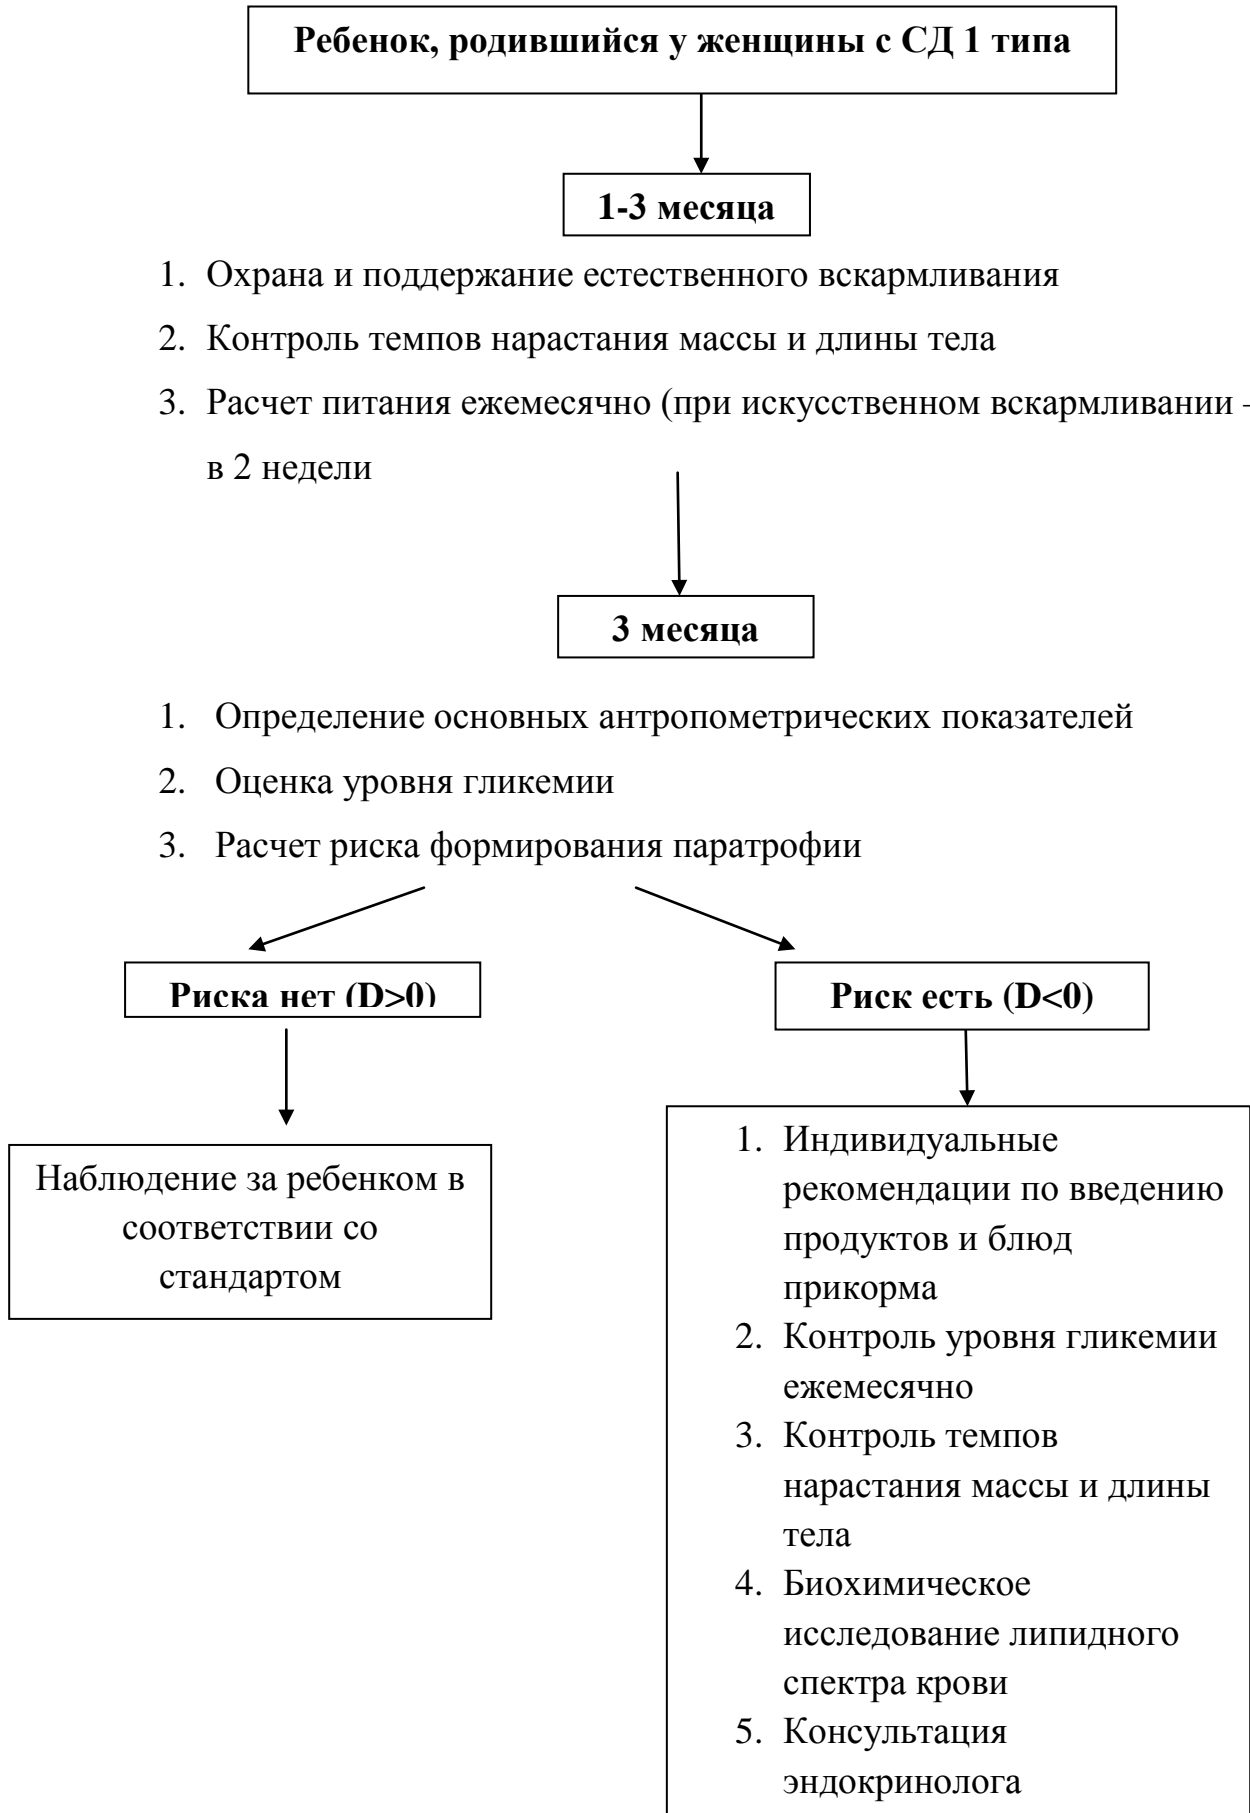 Ребенок, родившийся у женщины с СД 1 типа
1-3 месяца
1. Охрана и поддержание естественного вскармливания
2. Контроль темпов нарастания массы и длины тела
3. Расчет питания ежемесячно (при искусственном вскармливании -
в 2 недели
3 месяца
1. Определение основных антропометрических показателей
2. Оценка уровня гликемии
3. Расчет риска формирования паратрофии
Риска нет (D>0)
Риск есть (D<0)
Наблюдение за ребенком в
соответствии со
стандартом
1. Индивидуальные
рекомендации по введению
продуктов и блюд
прикорма
2. Контроль уровня гликемии
ежемесячно
3. Контроль темпов
нарастания массы и длины
тела
4. Биохимическое
исследование липидного
спектра крови
5. Консультация
эндокринолога